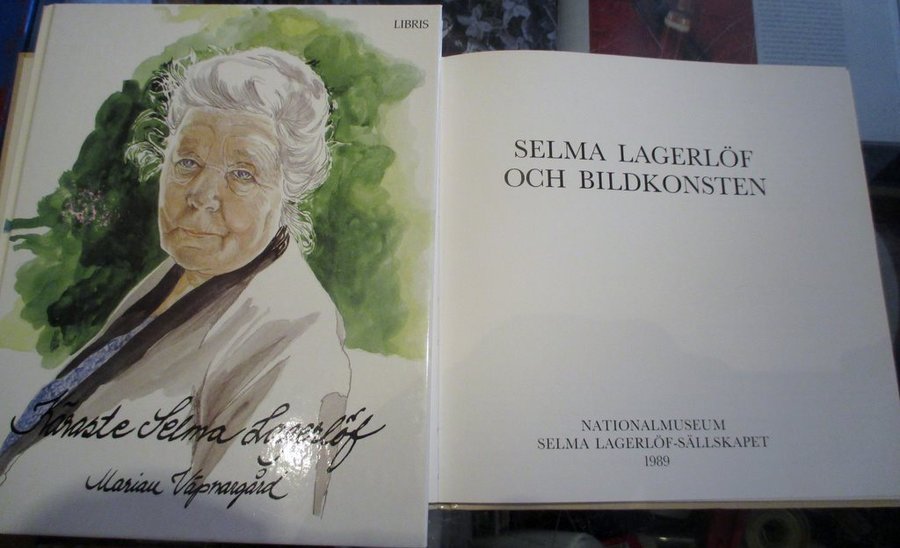 LIBRIS
Käraste Selma Lagerlöf
Marian Väpnargård
SELMA LAGERLÖF
OCH BILDKONSTEN
NATIONALMUSEUM
SELMA LAGERLÖF-SÄLLSKAPET
1989